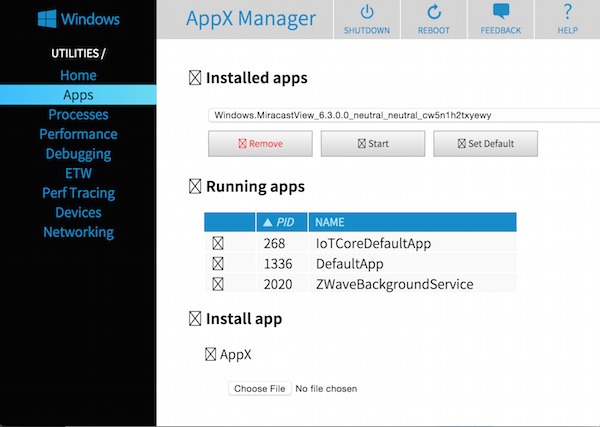 Windows
UTILITIES /
Home
Apps
Processes
Performance
Debugging
ETW
Perf Tracing
Devices
Networking
AppX Manager
SHUTDOWN
REBOOT
FEEDBACK
?
HELP
Installed apps
Windows.MiracastView_6.3.0.0_neutral_neutral_cw5n1h2txyewy
Remove
Start
Set Default
Running apps
▲ PID NAME
268 IoTCoreDefaultApp
1336 DefaultApp
2020 ZWaveBackgroundService
Install app
AppX
Choose File No file chosen